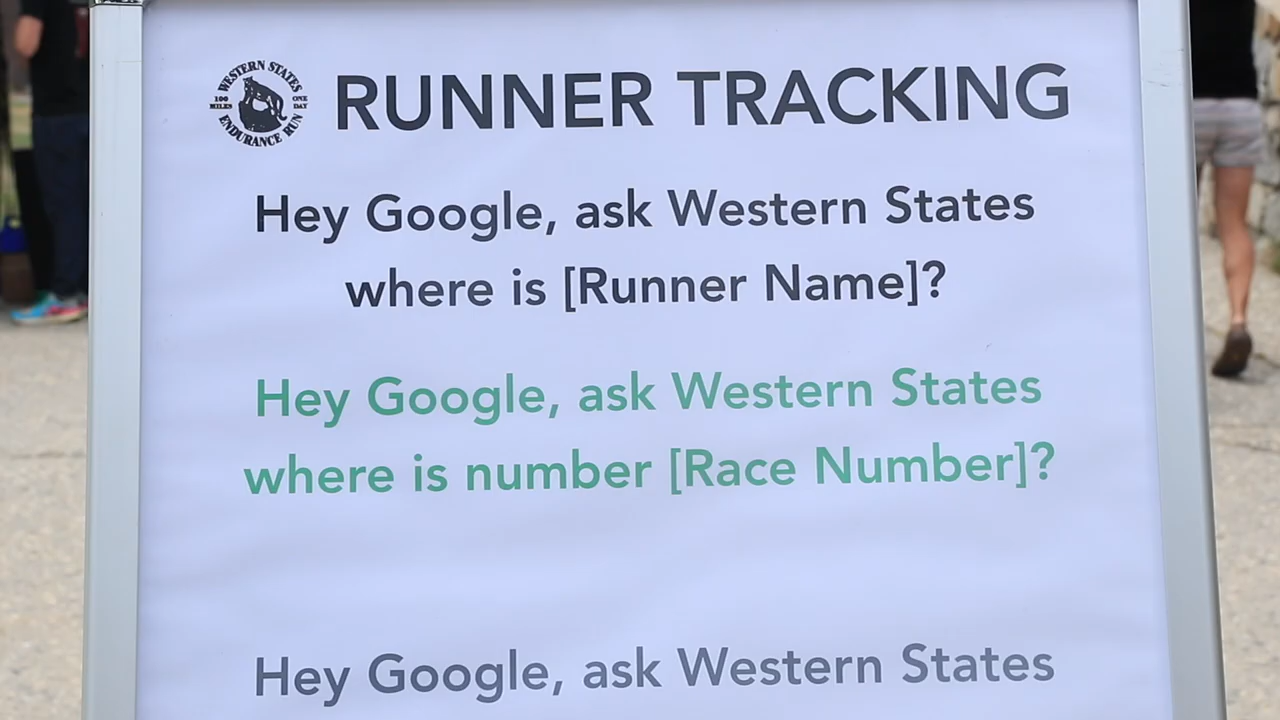 WESTERN STATES
100 MILES
ONE DAY
ENDURANCE RUN
RUNNER TRACKING
Hey Google, ask Western States
where is [Runner Name]?
Hey Google, ask Western States
where is number [Race Number]?
Hey Google, ask Western States